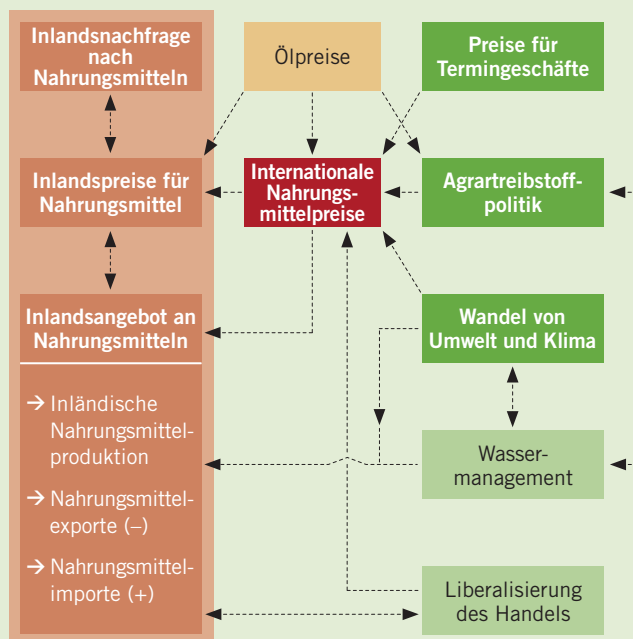 Inlandsnachfrage
nach
Nahrungsmitteln
Ölpreise
Preise für
Termingeschäfte
Inlandspreise für
Nahrungsmittel
Internationale
Nahrungs-
mittelpreise
Agrartreibstoff-
politik
Inlandsangebot an
Nahrungsmitteln
Wandel von
Umwelt und Klima
→ Inländische
Nahrungsmittel-
produktion
→ Nahrungsmittel-
exporte (–)
→ Nahrungsmittel-
importe (+)
Wasser-
management
Liberalisierung
des Handels